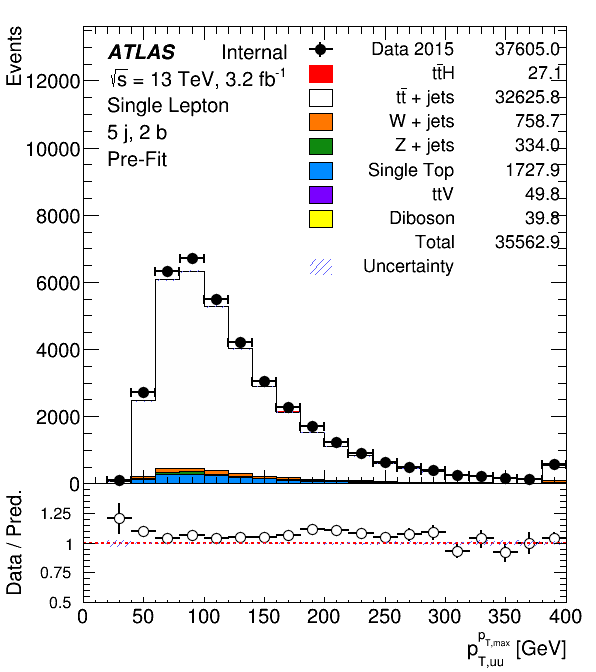 Events
ATLAS Internal
√s = 13 TeV, 3.2 fb-1
Single Lepton
5 j, 2 b
Pre-Fit
Data 2015 37605.0
tt̄H 27.1
tt̄ + jets 32625.8
W + jets 758.7
Z + jets 334.0
Single Top 1727.9
ttV 49.8
Diboson 39.8
Total 35562.9
Uncertainty
12000
10000
8000
6000
4000
2000
0
Data / Pred.
1.25
1
0.75
0.5
0 50 100 150 200 250 300 350 400
p_T,uu^p_T,max [GeV]